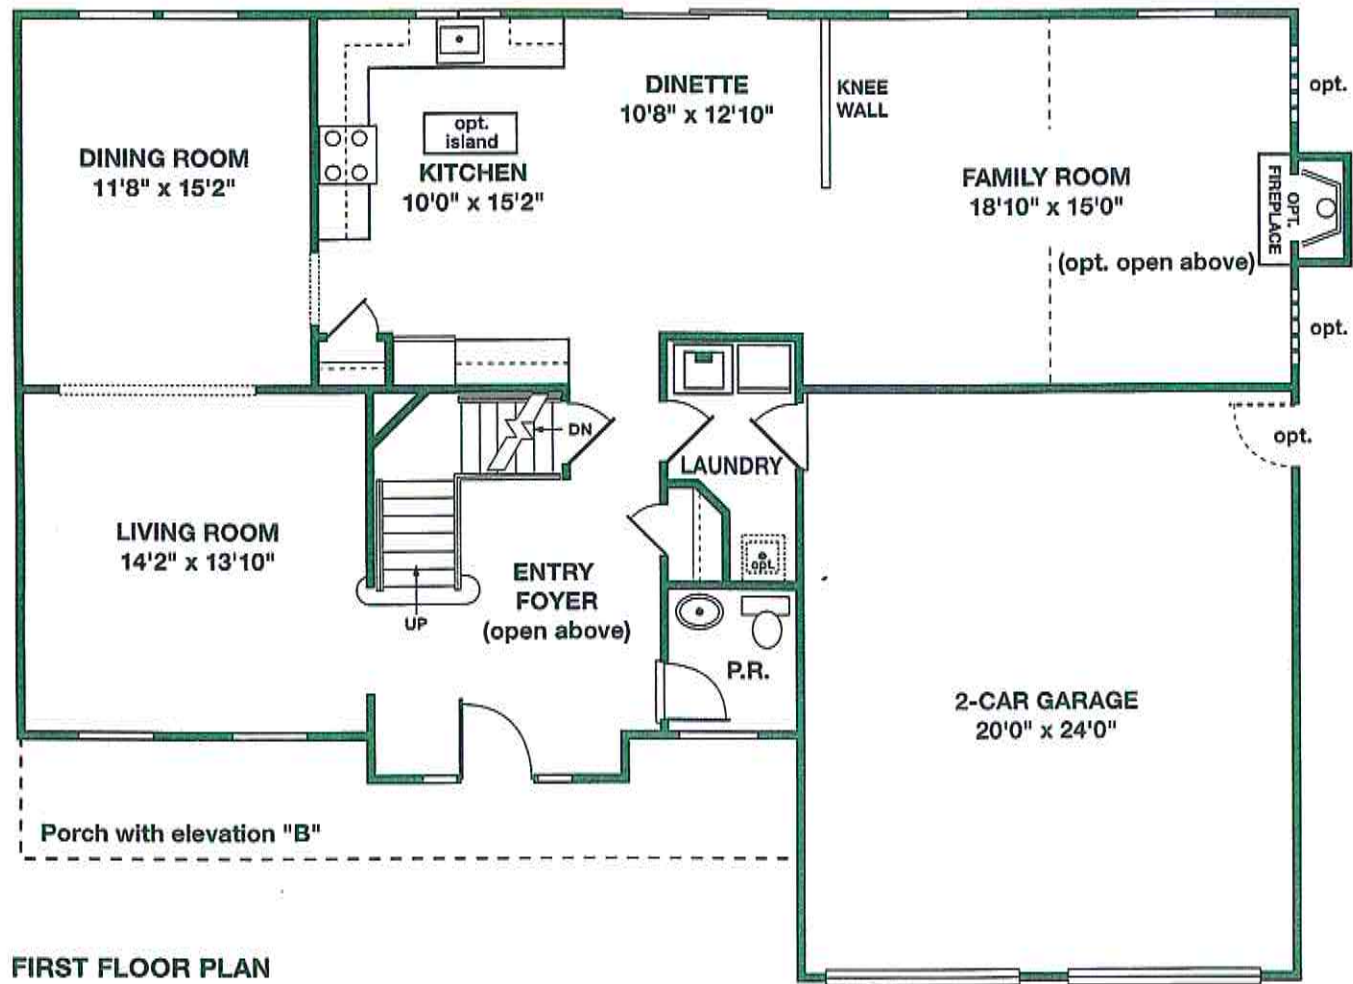 DINING ROOM
11'8" x 15'2"
opt.
island
KITCHEN
10'0" x 15'2"
DINETTE
10'8" x 12'10"
KNEE
WALL
FAMILY ROOM
18'10" x 15'0"
(opt. open above)
OPT.
FIREPLACE
opt.
opt.
opt.
DN
LAUNDRY
opt.
LIVING ROOM
14'2" x 13'10"
UP
ENTRY
FOYER
(open above)
P.R.
2-CAR GARAGE
20'0" x 24'0"
Porch with elevation "B"
FIRST FLOOR PLAN